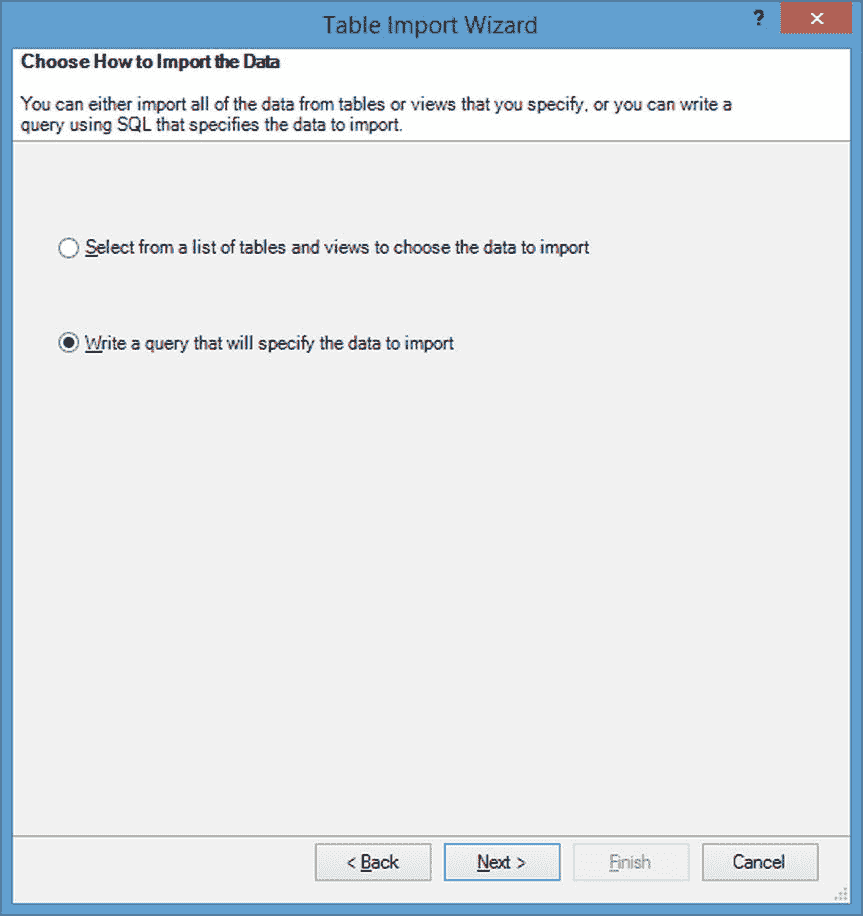 Table Import Wizard
?
Choose How to Import the Data
You can either import all of the data from tables or views that you specify, or you can write a
query using SQL that specifies the data to import.
Select from a list of tables and views to choose the data to import
Write a query that will specify the data to import
< Back Next > Finish Cancel